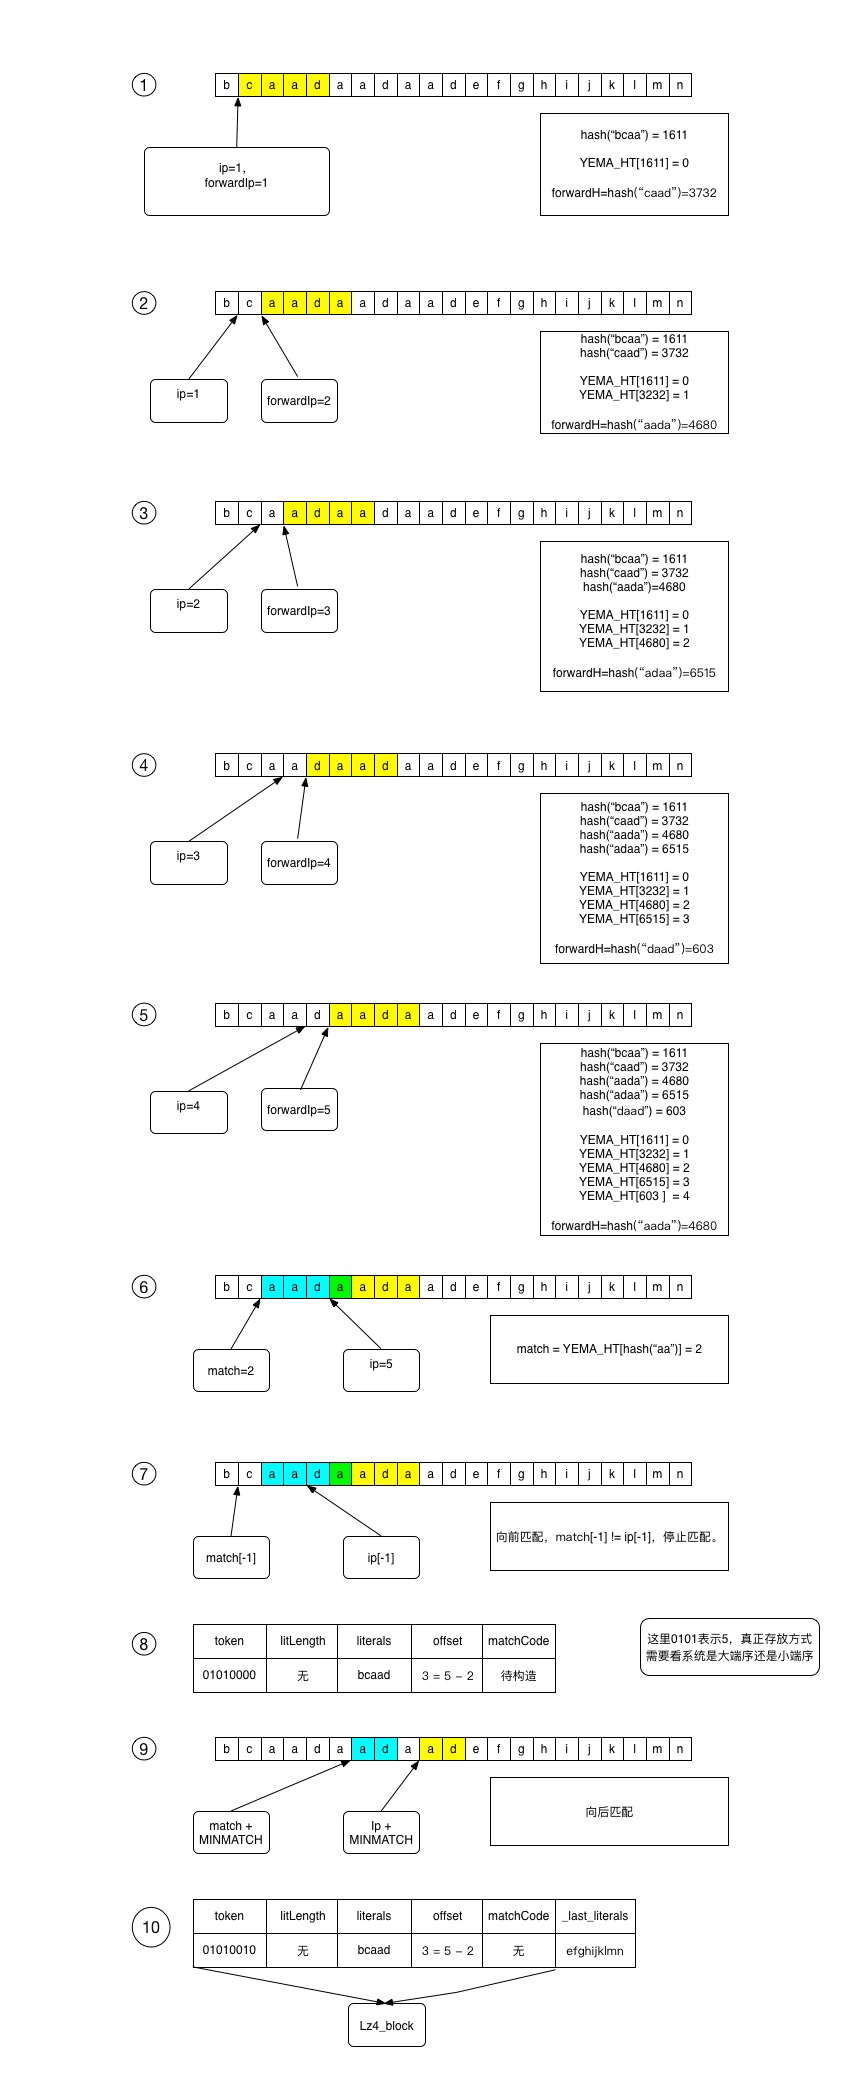 1
b c a a d a a d a a d e f g h i j k l m n
ip=1,
forwardIp=1
hash(“bcaa”) = 1611
YEMA_HT[1611] = 0
forwardH=hash(“caad”)=3732
2
b c a a d a a d a a d e f g h i j k l m n
ip=1
forwardIp=2
hash(“bcaa”) = 1611
hash(“caad”) = 3732
YEMA_HT[1611] = 0
YEMA_HT[3232] = 1
forwardH=hash(“aada”)=4680
3
b c a a d a a d a a d e f g h i j k l m n
ip=2
forwardIp=3
hash(“bcaa”) = 1611
hash(“caad”) = 3732
hash(“aada”)=4680
YEMA_HT[1611] = 0
YEMA_HT[3232] = 1
YEMA_HT[4680] = 2
forwardH=hash(“adaa”)=6515
4
b c a a d a a d a a d e f g h i j k l m n
ip=3
forwardIp=4
hash(“bcaa”) = 1611
hash(“caad”) = 3732
hash(“aada”) = 4680
hash(“adaa”) = 6515
YEMA_HT[1611] = 0
YEMA_HT[3232] = 1
YEMA_HT[4680] = 2
YEMA_HT[6515] = 3
forwardH=hash(“daad”)=603
5
b c a a d a a d a a d e f g h i j k l m n
ip=4
forwardIp=5
hash(“bcaa”) = 1611
hash(“caad”) = 3732
hash(“aada”) = 4680
hash(“adaa”) = 6515
hash(“daad”) = 603
YEMA_HT[1611] = 0
YEMA_HT[3232] = 1
YEMA_HT[4680] = 2
YEMA_HT[6515] = 3
YEMA_HT[603 ] = 4
forwardH=hash(“aada”)=4680
6
b c a a d a a d a a d e f g h i j k l m n
match=2
ip=5
match = YEMA_HT[hash(“aa”)] = 2
7
b c a a d a a d a a d e f g h i j k l m n
match[-1]
ip[-1]
向前匹配，match[-1] != ip[-1]，停止匹配。
8
token litLength literals offset matchCode
01010000 无 bcaad 3 = 5 – 2 待构造
这里0101表示5，真正存放方式
需要看系统是大端序还是小端序
9
b c a a d a a d a a d e f g h i j k l m n
match +
MINMATCH
Ip +
MINMATCH
向后匹配
10
token litLength literals offset matchCode _last_literals
01010010 无 bcaad 3 = 5 – 2 无 efghijklmn
Lz4_block